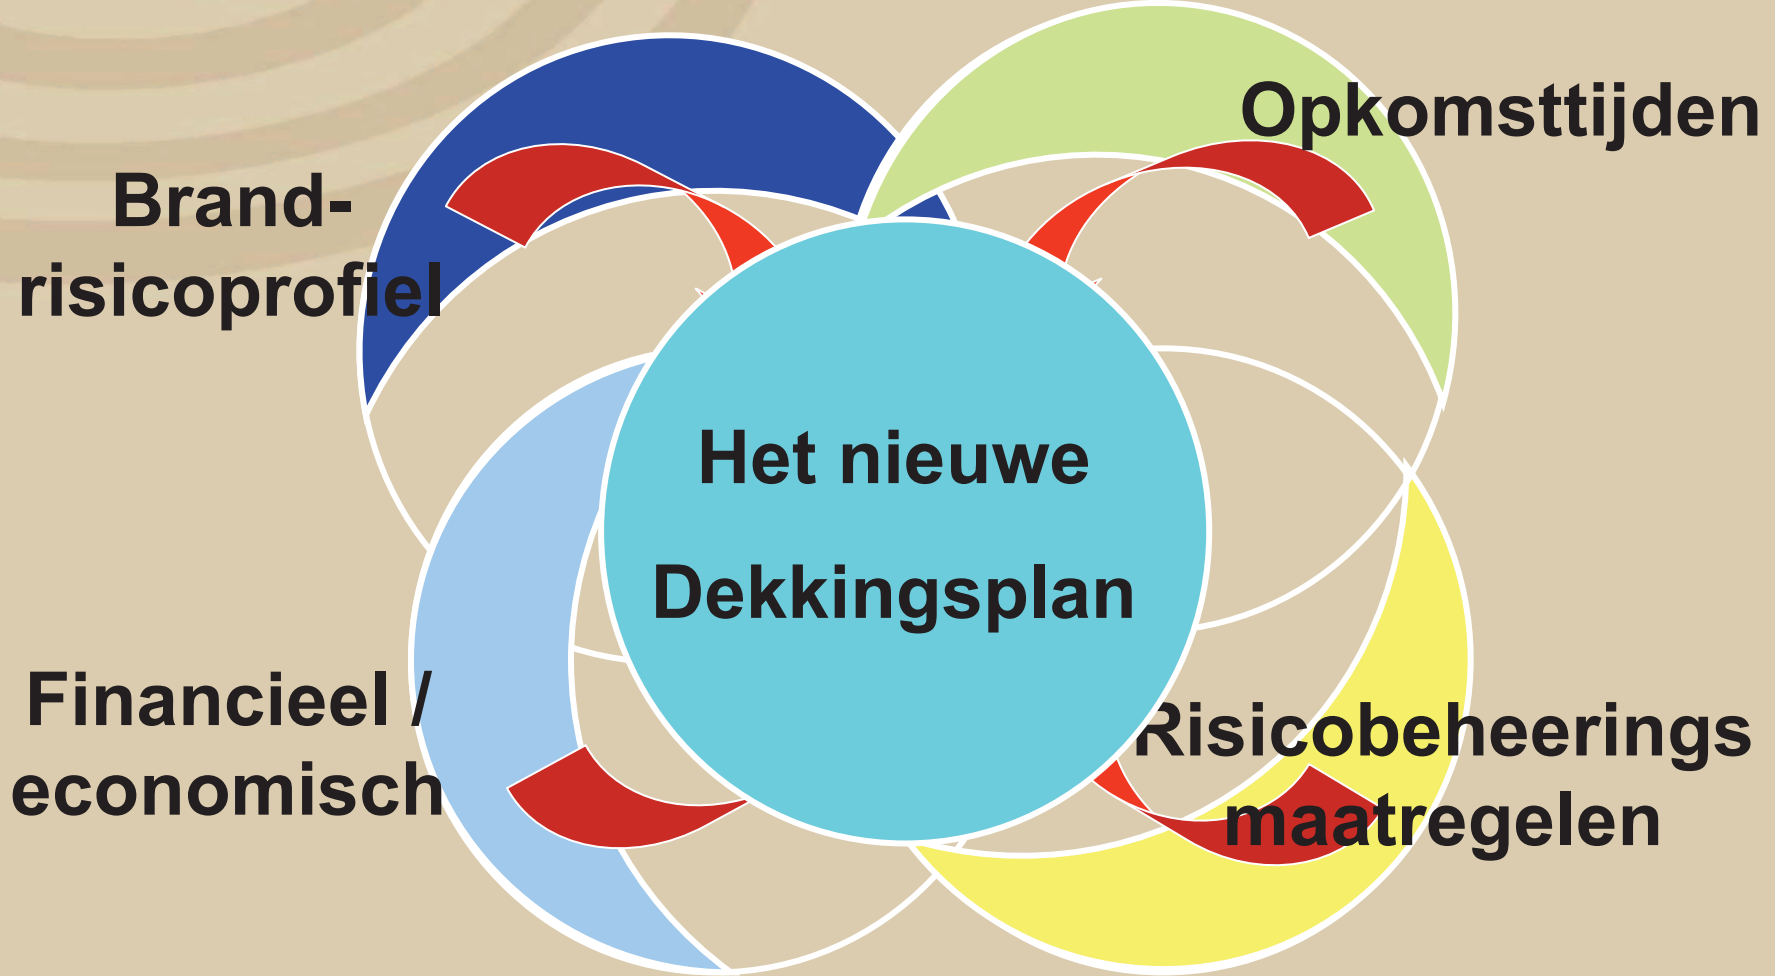 Opkomsttijden
Brand-
risicoprofiel
Het nieuwe
Dekkingsplan
Financieel /
economisch
Risicobeheerings
maatregelen